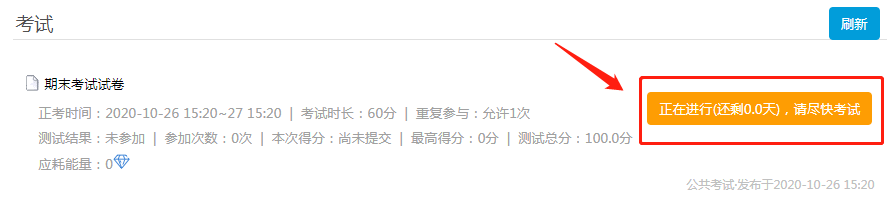 考试
刷新
期末考试试卷
正考时间：2020-10-26 15:20~27 15:20 | 考试时长：60分 | 重复参与：允许1次
正在进行(还剩0.0天)，请尽快考试
测试结果：未参加 | 参加次数：0次 | 本次得分：尚未提交 | 最高得分：0分 | 测试总分：100.0分
应耗能量：0
公共考试·发布于2020-10-26 15:20